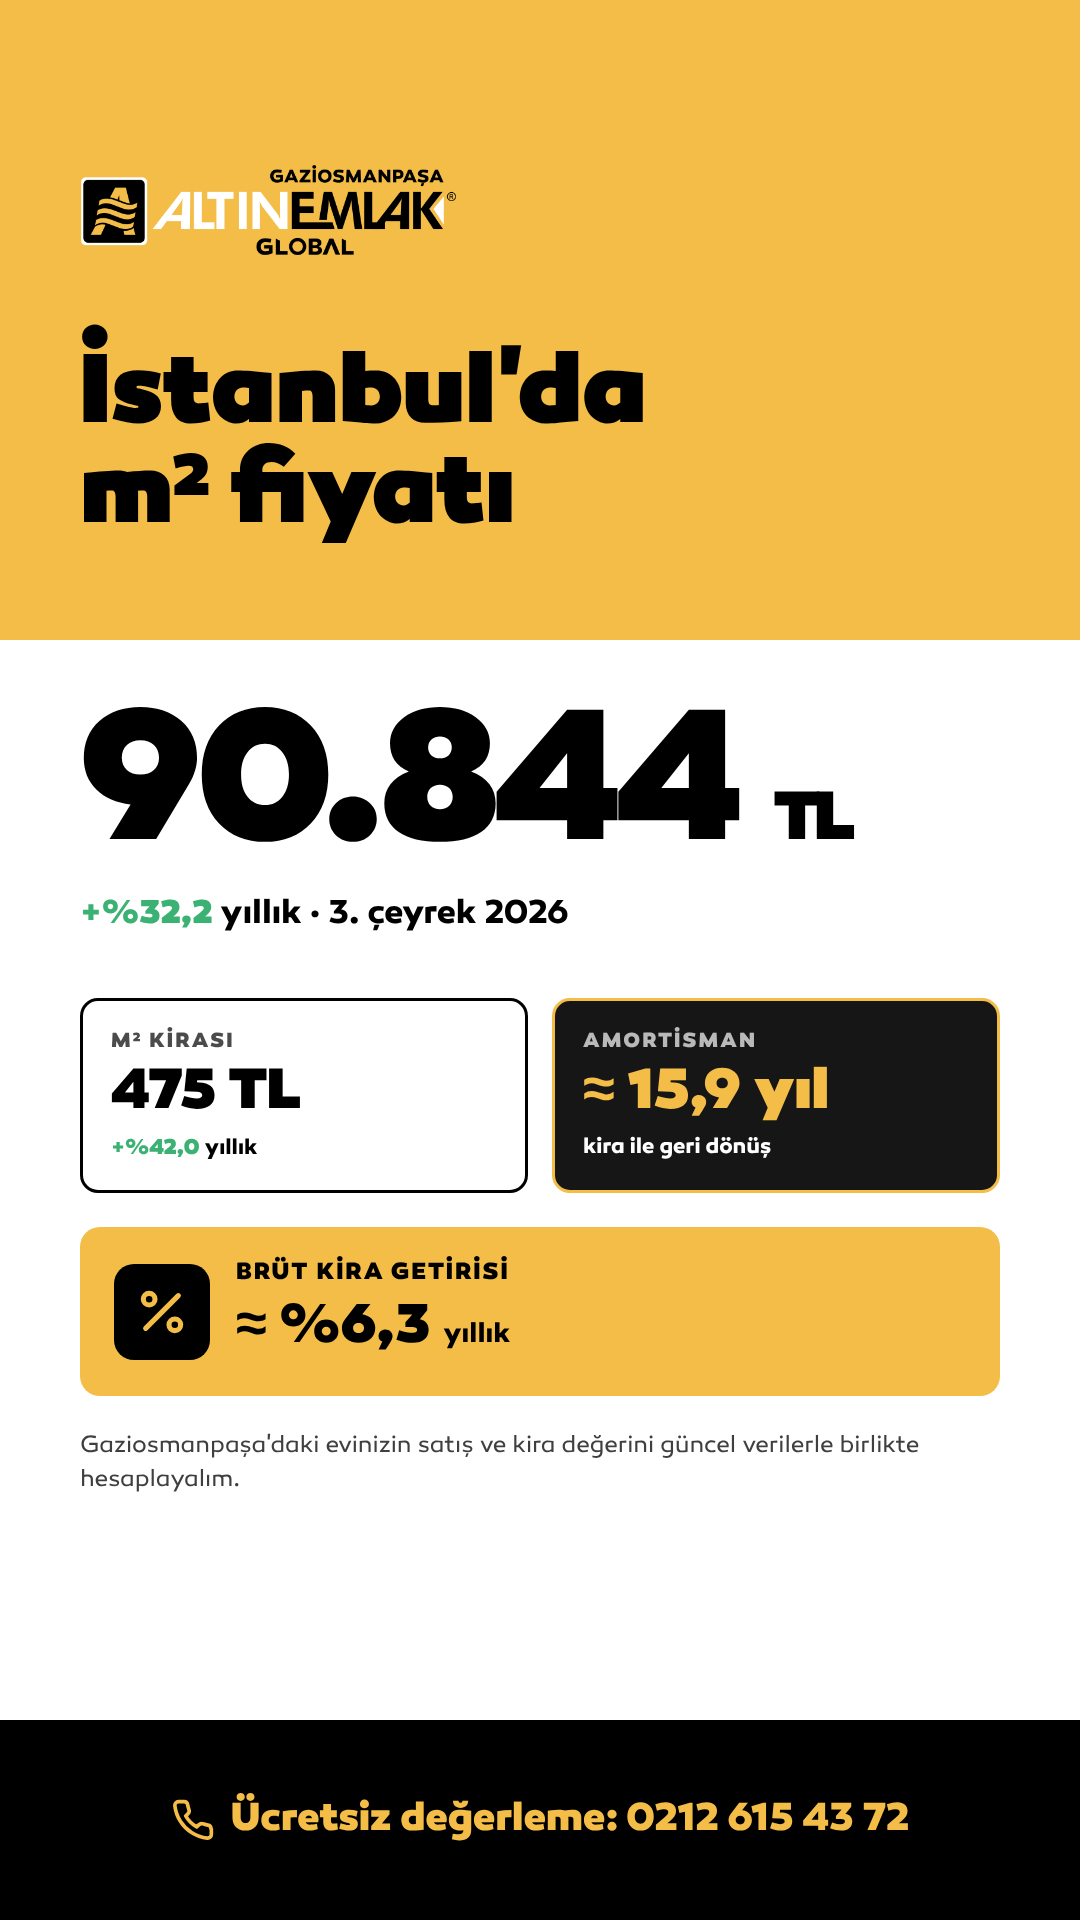 GAZİOSMANPAŞA
ALTINEMLAK®
GLOBAL
İstanbul'da
m² fiyatı
90.844 TL
+%32,2 yıllık · 3. çeyrek 2026
M² KİRASI
475 TL
+%42,0 yıllık
AMORTİSMAN
≈ 15,9 yıl
kira ile geri dönüş
BRÜT KİRA GETİRİSİ
≈ %6,3 yıllık
Gaziosmanpaşa'daki evinizin satış ve kira değerini güncel verilerle birlikte
hesaplayalım.
Ücretsiz değerleme: 0212 615 43 72